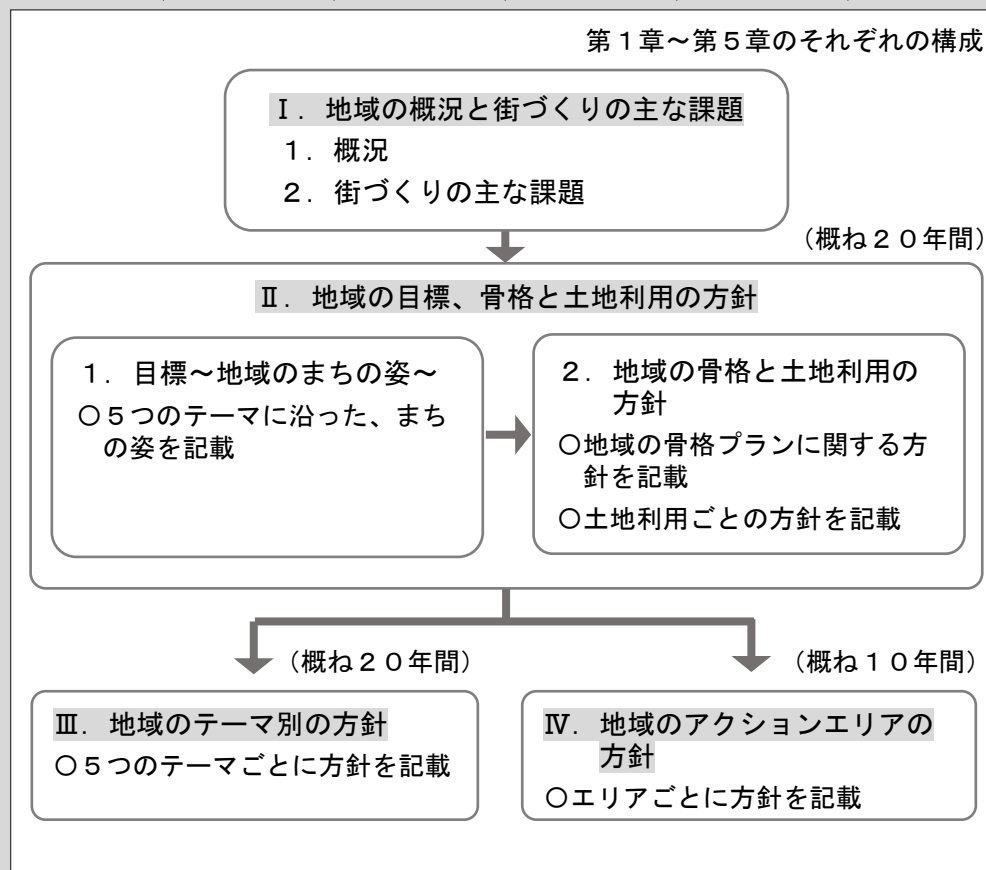 第１章～第５章のそれぞれの構成
Ⅰ．地域の概況と街づくりの主な課題
１．概況
２．街づくりの主な課題
（概ね２０年間）
Ⅱ．地域の目標、骨格と土地利用の方針
１．目標～地域のまちの姿～
〇５つのテーマに沿った、まち
の姿を記載
２．地域の骨格と土地利用の
方針
〇地域の骨格プランに関する方
針を記載
〇土地利用ごとの方針を記載
（概ね２０年間）
Ⅲ．地域のテーマ別の方針
〇５つのテーマごとに方針を記載
（概ね１０年間）
Ⅳ．地域のアクションエリアの
方針
〇エリアごとに方針を記載